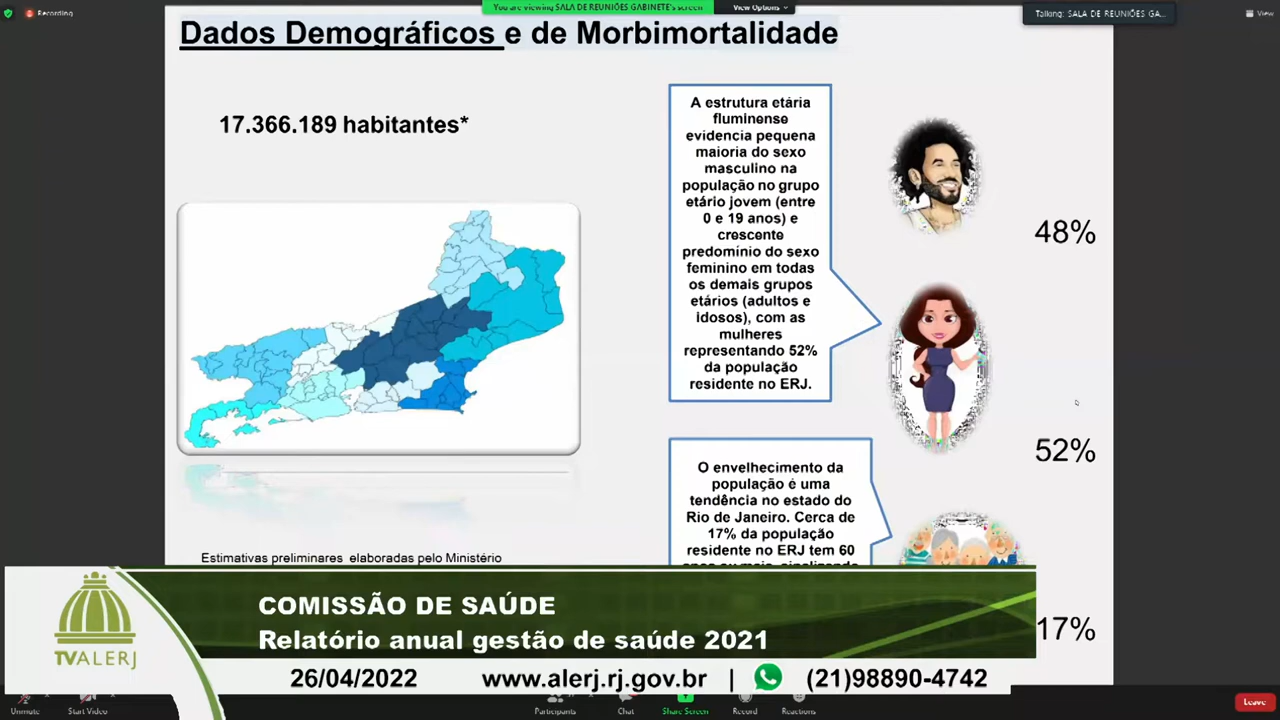 Recording
You are viewing SALA DE REUNIÕES GABINETE's screen
View Options
Talking: SALA DE REUNIÕES GA...
View
Dados Demográficos e de Morbimortalidade
17.366.189 habitantes*
A estrutura etária
fluminense
evidencia pequena
maioria do sexo
masculino na
população no grupo
etário jovem (entre
0 e 19 anos) e
crescente
predomínio do sexo
feminino em todas
os demais grupos
etários (adultos e
idosos), com as
mulheres
representando 52%
da população
residente no ERJ.
48%
52%
O envelhecimento da
população é uma
tendência no estado do
Rio de Janeiro. Cerca de
17% da população
residente no ERJ tem 60
17%
Estimativas preliminares elaboradas pelo Ministério
COMISSÃO DE SAÚDE
Relatório anual gestão de saúde 2021
TVALERJ
26/04/2022 www.alerj.rj.gov.br | (21)98890-4742
Unmute
Start Video
Participants
Chat
Share Screen
Record
Reactions
Leave